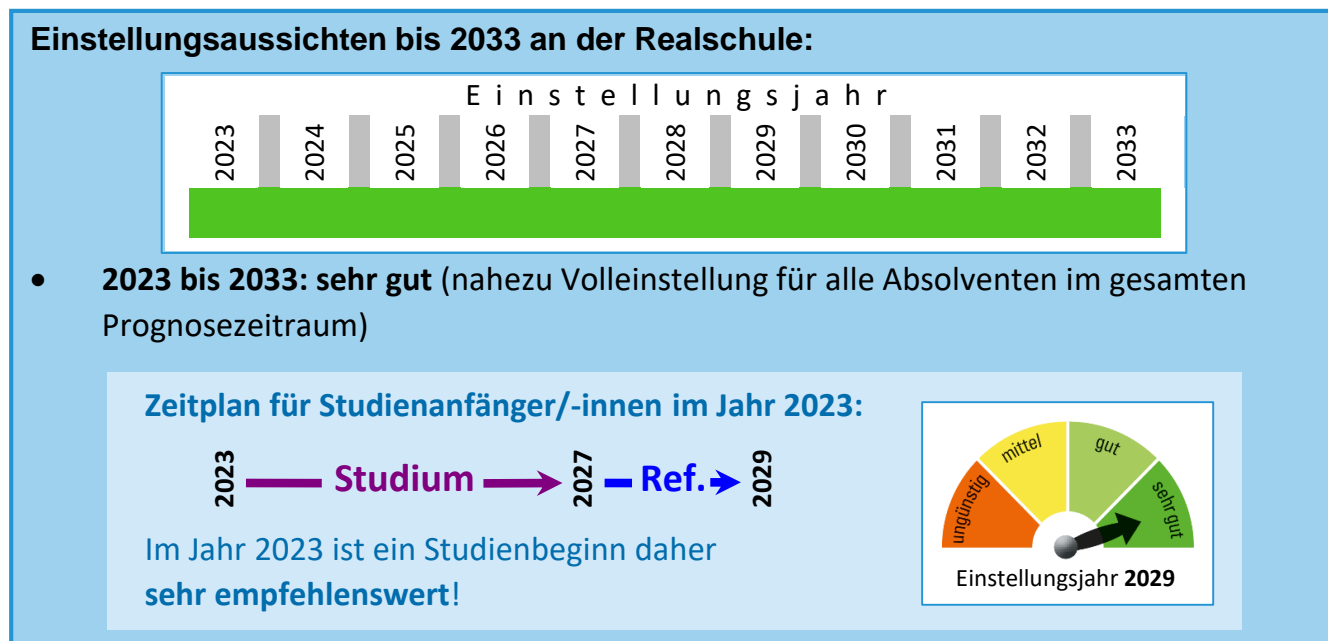 Einstellungsaussichten bis 2033 an der Realschule:
Einstellungsjahr
2023 2024 2025 2026 2027 2028 2029 2030 2031 2032 2033
• 2023 bis 2033: sehr gut (nahezu Volleinstellung für alle Absolventen im gesamten
Prognosezeitraum)
Zeitplan für Studienanfänger/-innen im Jahr 2023:
2023 Studium 2027 Ref. 2029
Im Jahr 2023 ist ein Studienbeginn daher
sehr empfehlenswert!
ungünstig mittel gut sehr gut
Einstellungsjahr 2029